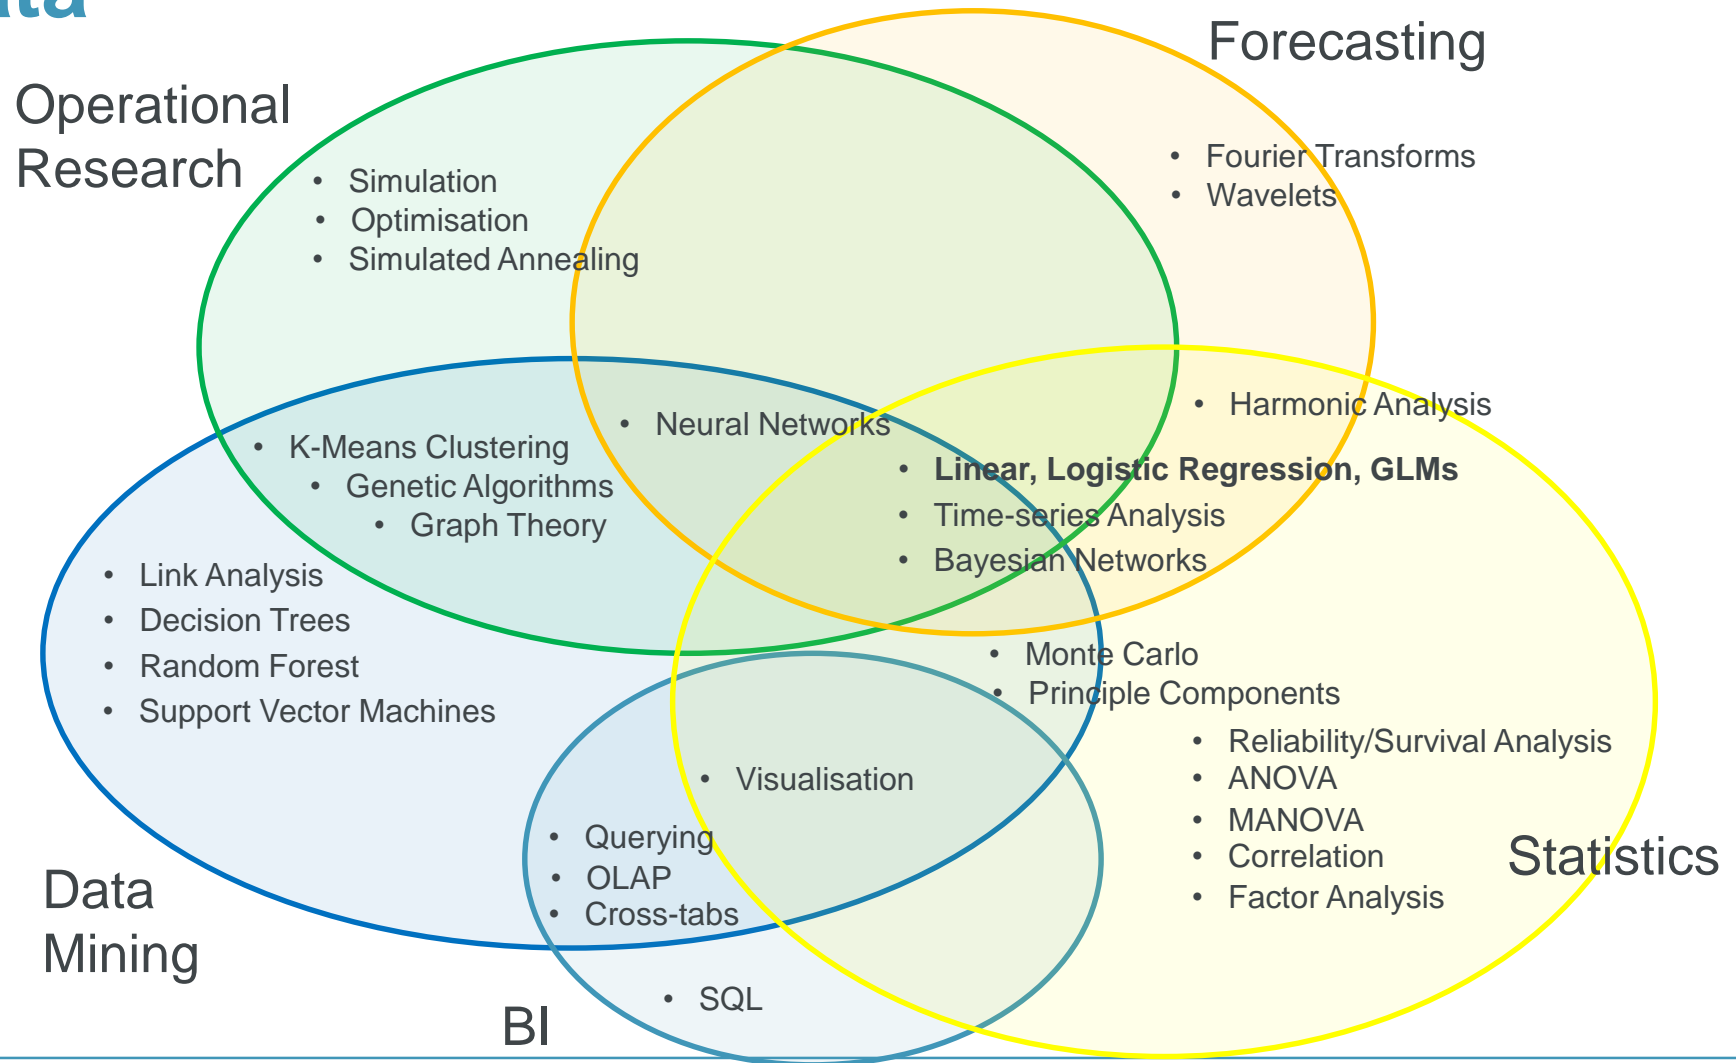 Forecasting
Operational
Research
• Fourier Transforms
• Wavelets
• Simulation
• Optimisation
• Simulated Annealing
• Harmonic Analysis
• Neural Networks
• K-Means Clustering
• Genetic Algorithms
• Graph Theory
• Linear, Logistic Regression, GLMs
• Time-series Analysis
• Bayesian Networks
• Link Analysis
• Decision Trees
• Random Forest
• Support Vector Machines
• Monte Carlo
• Principle Components
• Reliability/Survival Analysis
• ANOVA
• MANOVA
• Correlation
• Factor Analysis
Statistics
• Visualisation
• Querying
• OLAP
• Cross-tabs
Data
Mining
• SQL
BI